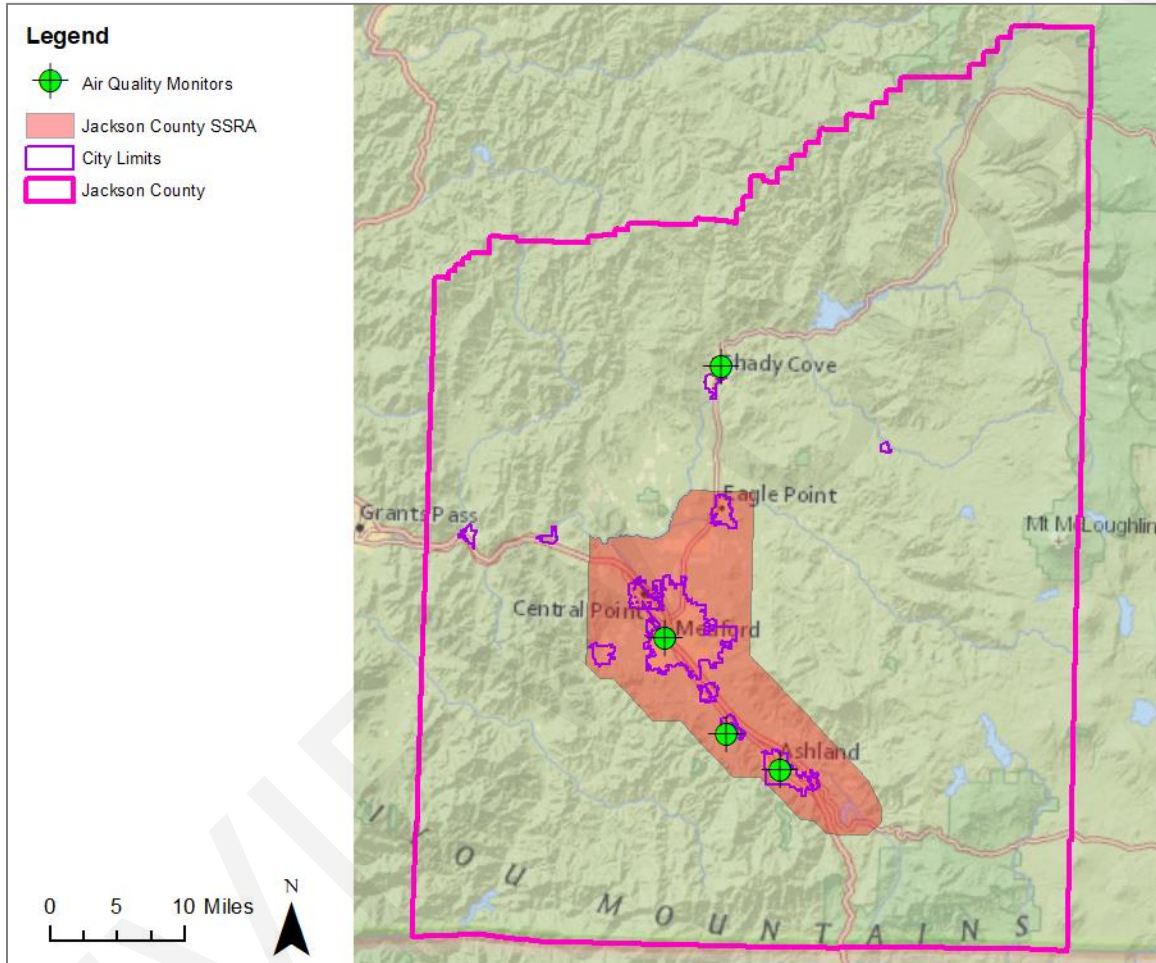 Legend
Air Quality Monitors
Jackson County SSRA
City Limits
Jackson County
Shady Cove
Eagle Point
Grants Pass
Mt McLoughlin
Central Point
Medford
Ashland
N
0 5 10 Miles
MOUNTAINS